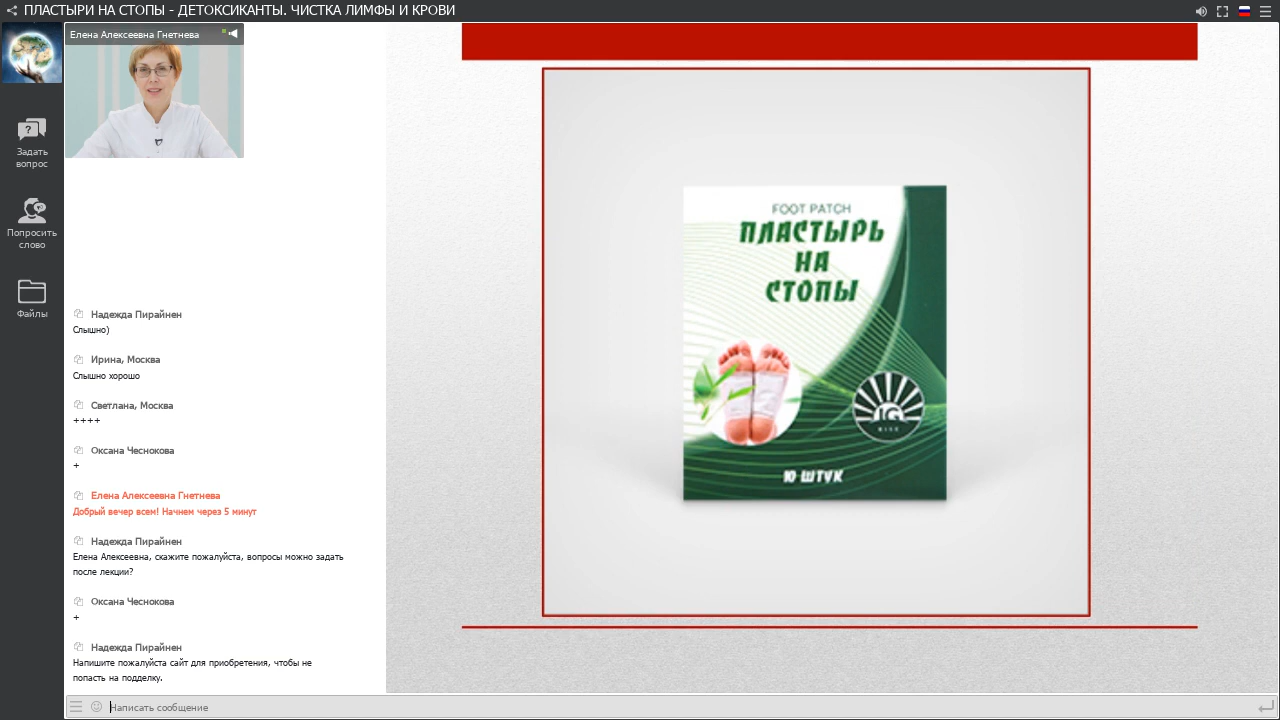 ПЛАСТЫРИ НА СТОПЫ - ДЕТОКСИКАНТЫ. ЧИСТКА ЛИМФЫ И КРОВИ
Елена Алексеевна Гнетнева
Задать
вопрос
Попросить
слово
Файлы
Надежда Пирайнен
Слышно)
Ирина, Москва
Слышно хорошо
Светлана, Москва
++++
Оксана Чеснокова
+
Елена Алексеевна Гнетнева
Добрый вечер всем! Начнем через 5 минут
Надежда Пирайнен
Елена Алексеевна, скажите пожалуйста, вопросы можно задать
после лекции?
Оксана Чеснокова
+
Надежда Пирайнен
Напишите пожалуйста сайт для приобретения, чтобы не
попасть на подделку.
Написать сообщение
FOOT PATCH
ПЛАСТЫРЬ
НА
СТОПЫ
10 ШТУК